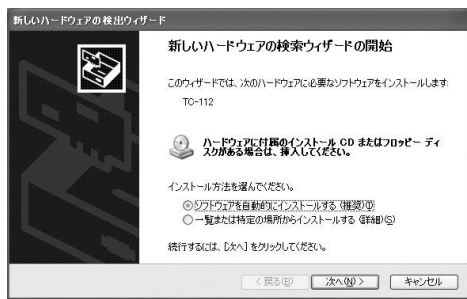 新しいハードウェアの検出ウィザード
新しいハードウェアの検索ウィザードの開始
このウィザードでは、次のハードウェアに必要なソフトウェアをインストールします:
TC-112
ハードウェアに付属のインストール CD またはフロッピー ディ
スクがある場合は、挿入してください。
インストール方法を選んでください。
ソフトウェアを自動的にインストールする (推奨)(I)
一覧または特定の場所からインストールする (詳細)(S)
続行するには、[次へ] をクリックしてください。
< 戻る(B) 次へ(N) > キャンセル